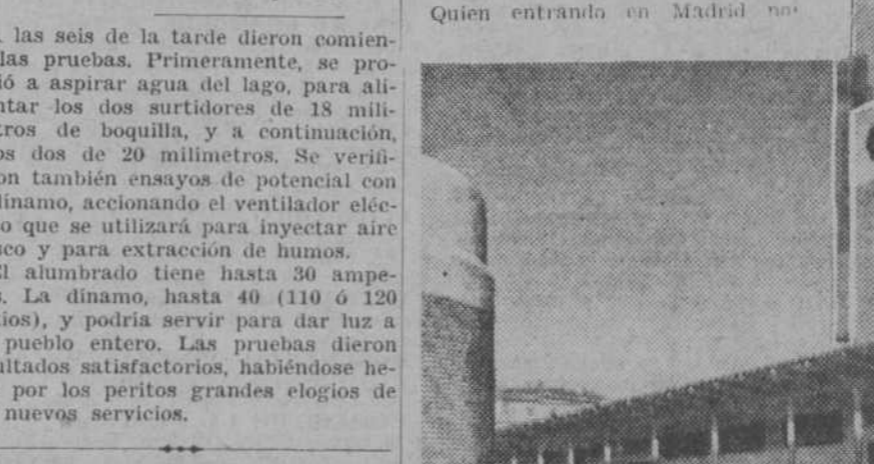 las seis de la tarde dieron comien-
las pruebas. Primeramente, se pro-
ió a aspirar agua del lago, para ali-
ntar los dos surtidores de 18 mili-
tros de boquilla, y a continuación,
os dos de 20 milímetros. Se verifi-
on también ensayos de potencial con
dínamo, accionando el ventilador eléc-
o que se utilizará para inyectar aire
sco y para extracción de humos.
El alumbrado tiene hasta 30 ampe-
s. La dínamo, hasta 40 (110 ó 120
ios), y podría servir para dar luz a
pueblo entero. Las pruebas dieron
ultados satisfactorios, habiéndose he-
por los peritos grandes elogios de
nuevos servicios.
Quien entrando en Madrid